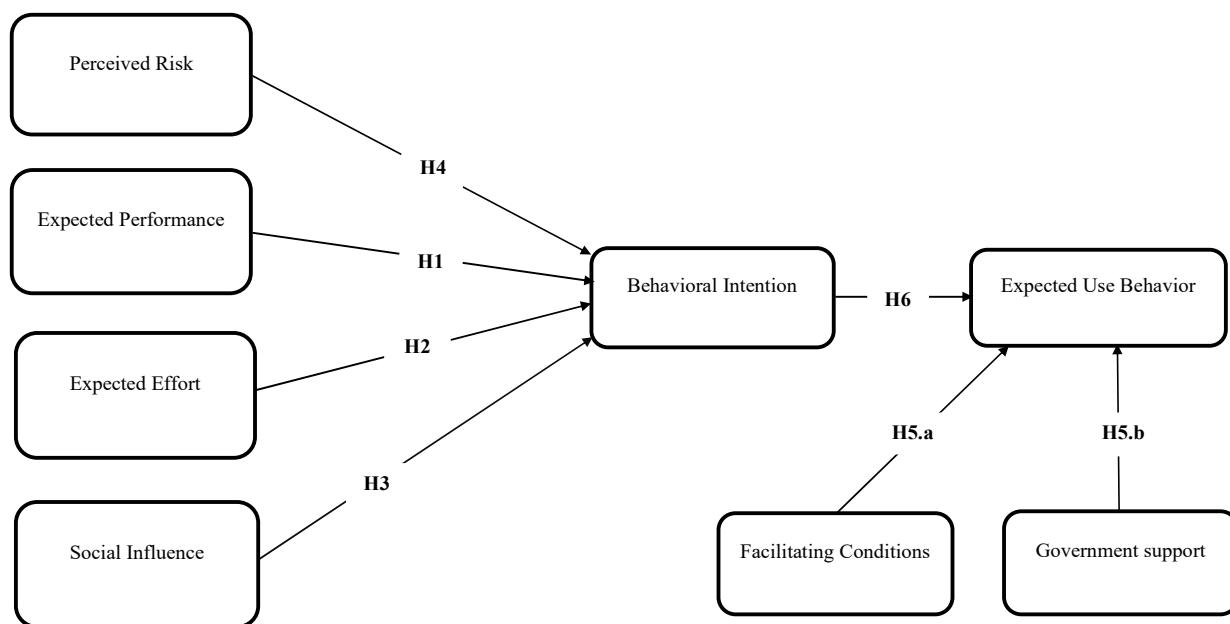 Perceived Risk
H4
Expected Performance
H1
Behavioral Intention
H6
Expected Use Behavior
H2
Expected Effort
H5.a
H5.b
H3
Social Influence
Facilitating Conditions
Government support